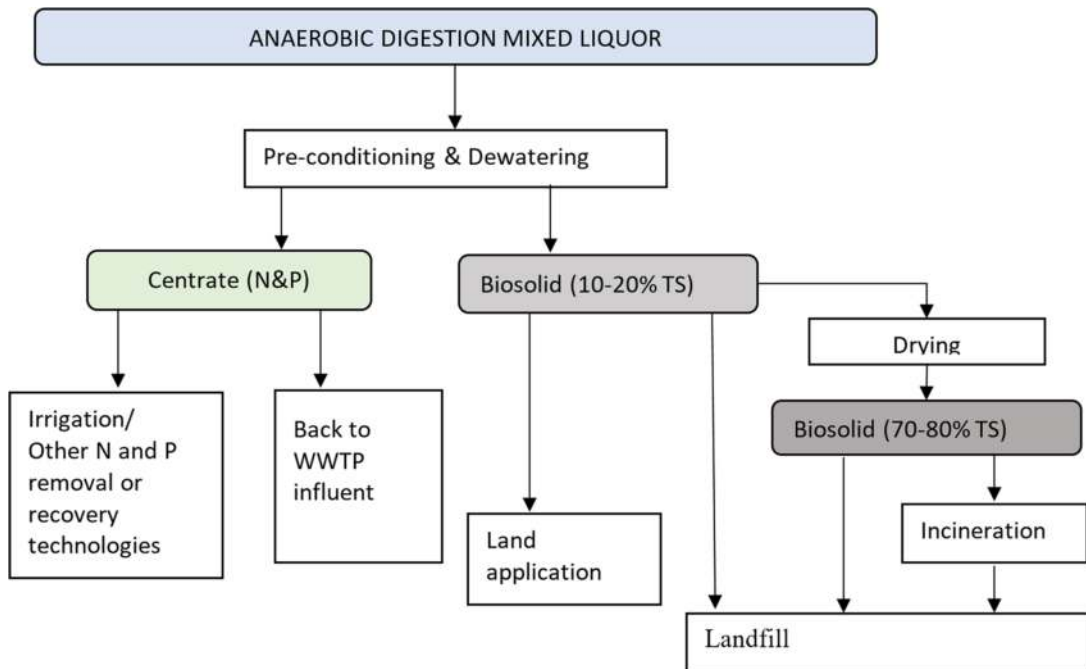 ANAEROBIC DIGESTION MIXED LIQUOR
Pre-conditioning & Dewatering
Centrate (N&P)
Biosolid (10-20% TS)
Drying
Biosolid (70-80% TS)
Irrigation/
Other N and P
removal or
recovery
technologies
Back to
WWTP
influent
Land
application
Incineration
Landfill